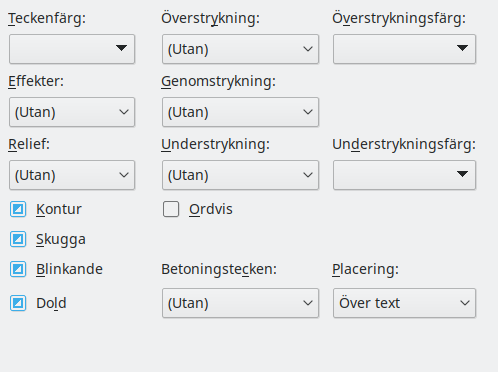 Teckenfärg: Överstrykning: Överstrykningsfärg:
(Utan)
Effekter: Genomstrykning:
(Utan) (Utan)
Relief: Understrykning: Understrykningsfärg:
(Utan) (Utan)
Kontur Ordvis
Skugga
Blinkande Betoningstecken: Placering:
Dold (Utan) Över text